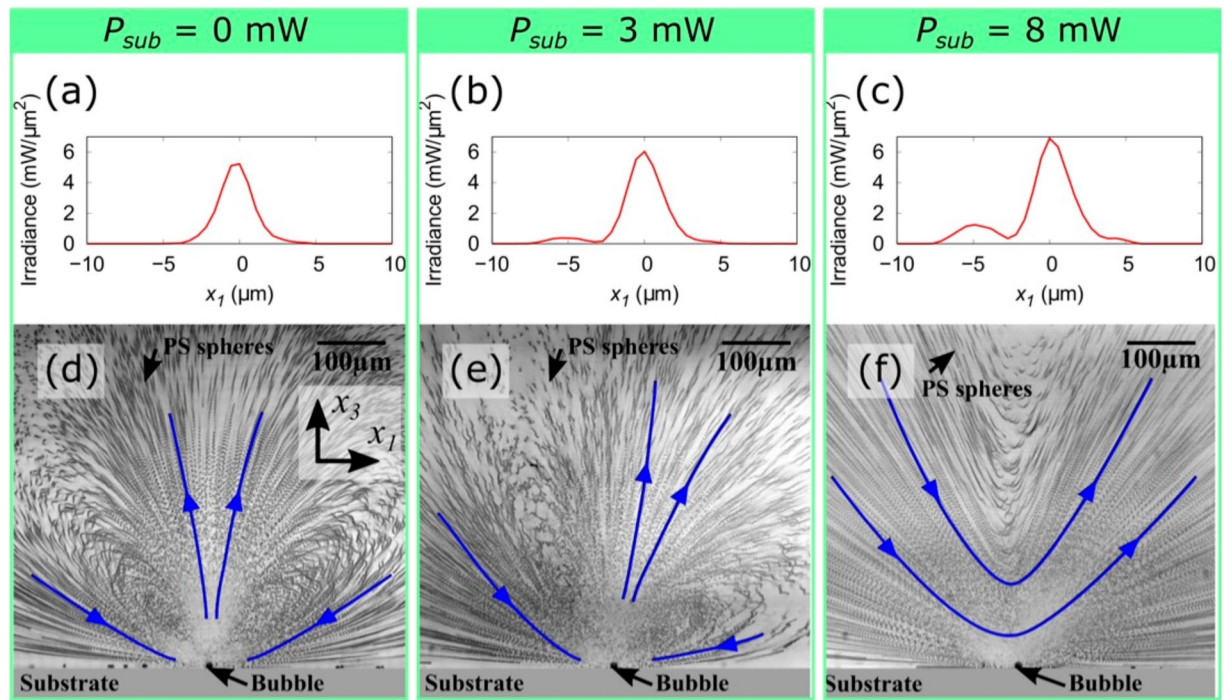 P_sub = 0 mW
P_sub = 3 mW
P_sub = 8 mW
(a)
Irradiance (mW/μm²)
6
4
2
0
−10
−5
0
5
10
x_1 (μm)
(b)
Irradiance (mW/μm²)
6
4
2
0
−10
−5
0
5
10
x_1 (μm)
(c)
Irradiance (mW/μm²)
6
4
2
0
−10
−5
0
5
10
x_1 (μm)
(d)
PS spheres
100μm
x_3
x_1
Substrate
Bubble
(e)
PS spheres
100μm
Substrate
Bubble
(f)
PS spheres
100μm
Substrate
Bubble